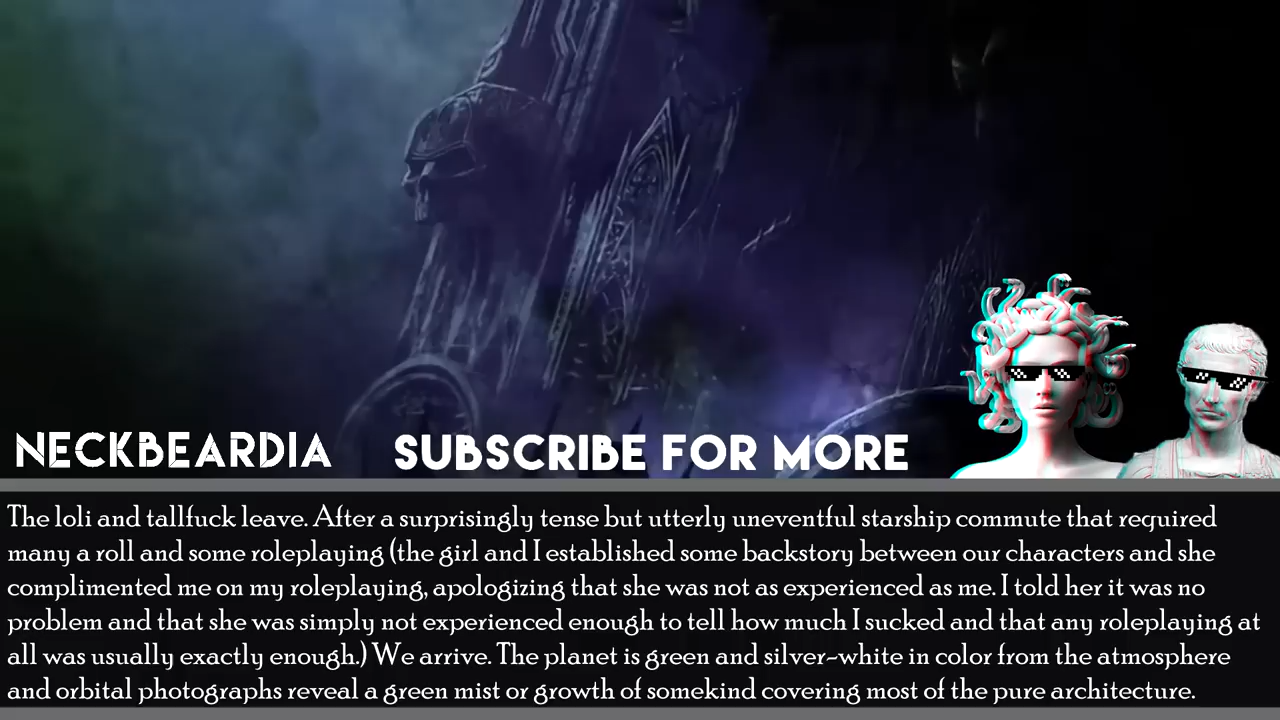 NECKBEARDIA
SUBSCRIBE FOR MORE
The loli and tallfuck leave. After a surprisingly tense but utterly uneventful starship commute that required
many a roll and some roleplaying (the girl and I established some backstory between our characters and she
complimented me on my roleplaying, apologizing that she was not as experienced as me. I told her it was no
problem and that she was simply not experienced enough to tell how much I sucked and that any roleplaying at
all was usually exactly enough.) We arrive. The planet is green and silver-white in color from the atmosphere
and orbital photographs reveal a green mist or growth of somekind covering most of the pure architecture.